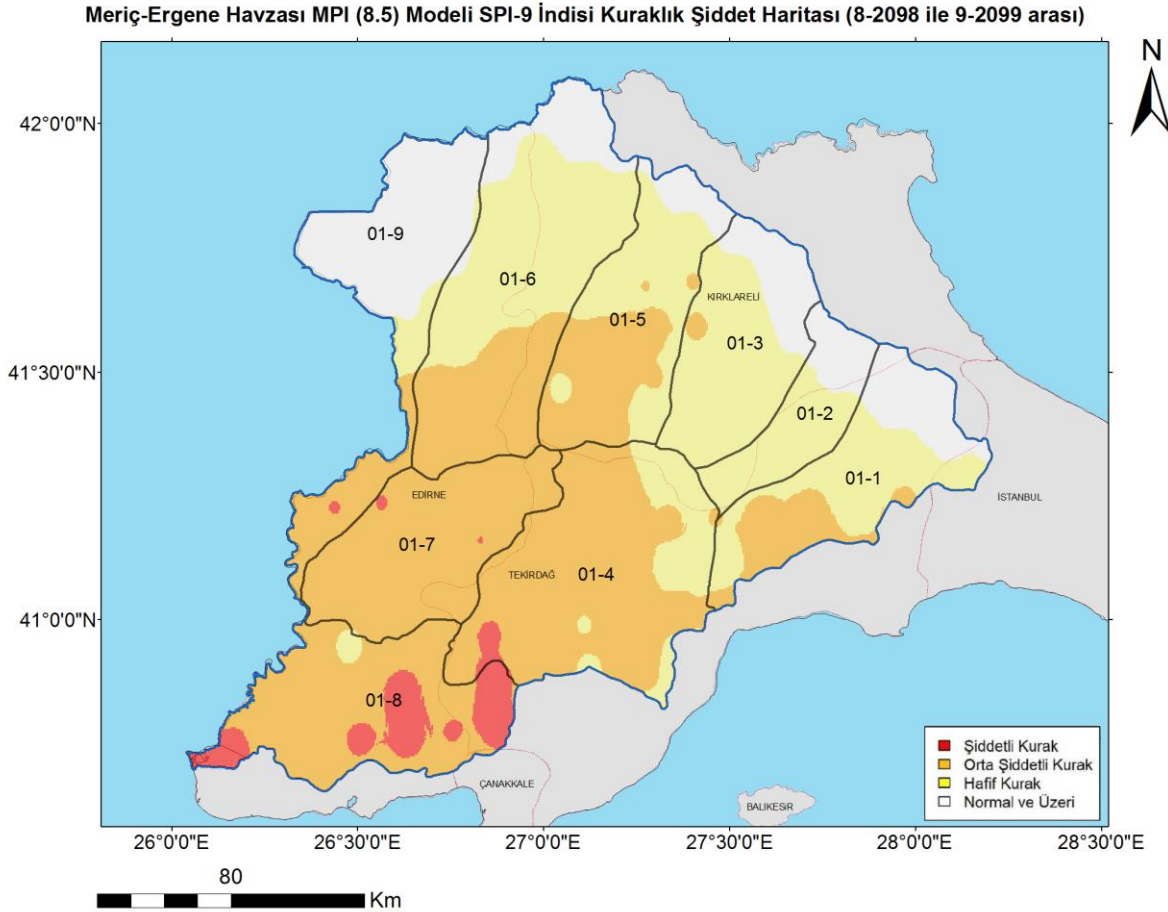 Meriç-Ergene Havzası MPI (8.5) Modeli SPI-9 İndisi Kuraklık Şiddet Haritası (8-2098 ile 9-2099 arası)
N
42°0'0"N
01-9
01-6
KIRKLARELİ
01-5
01-3
41°30'0"N
01-2
01-1
EDİRNE
İSTANBUL
01-7
TEKİRDAĞ
01-4
41°0'0"N
01-8
Şiddetli Kurak
Orta Şiddetli Kurak
Hafif Kurak
Normal ve Üzeri
ÇANAKKALE
BALIKESİR
26°0'0"E
26°30'0"E
27°0'0"E
27°30'0"E
28°0'0"E
28°30'0"E
80
Km